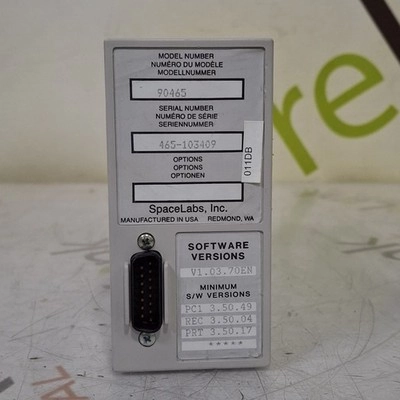 MODEL NUMBER
NUMÉRO DU MODÈLE
MODELLNUMMER
90465
SERIAL NUMBER
NUMÉRO DE SÉRIE
SERIENNUMMER
465-103409
011DB
OPTIONS
OPTIONS
OPTIONEN
SpaceLabs, Inc.
MANUFACTURED IN USA REDMOND, WA
SOFTWARE
VERSIONS
V1.03.70EN
MINIMUM
S/W VERSIONS
PC1 3.50.49
REC 3.50.04
PRT 3.50.17
*****